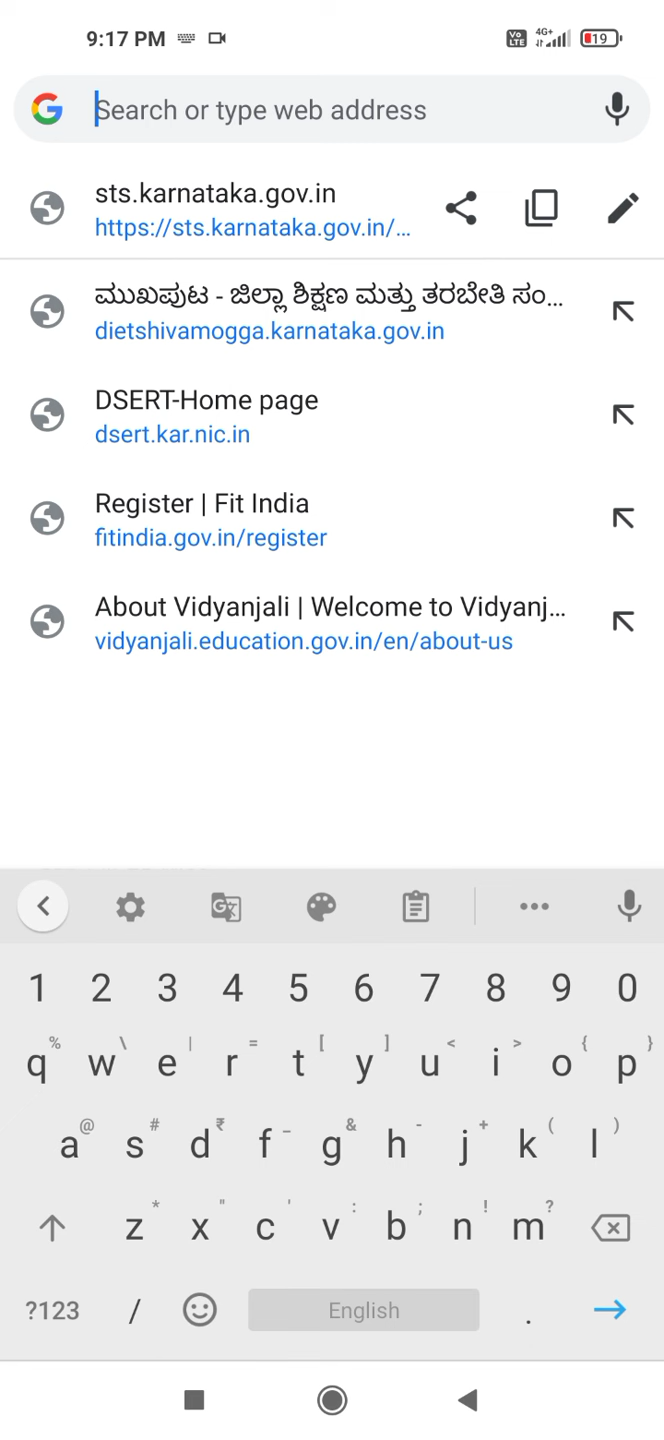 9:17 PM Vo LTE 4G+ 19
Search or type web address
sts.karnataka.gov.in
https://sts.karnataka.gov.in/...
ಮುಖಪುಟ - ಜಿಲ್ಲಾ ಶಿಕ್ಷಣ ಮತ್ತು ತರಬೇತಿ ಸಂ...
dietshivamogga.karnataka.gov.in
DSERT-Home page
dsert.kar.nic.in
Register | Fit India
fitindia.gov.in/register
About Vidyanjali | Welcome to Vidyanj...
vidyanjali.education.gov.in/en/about-us
1 2 3 4 5 6 7 8 9 0
% \ | = [ ] < > { }
q w e r t y u i o p
@ # ₹ _ & - + ( )
a s d f g h j k l
* " ' : ; ! ?
z x c v b n m
?123 / English .